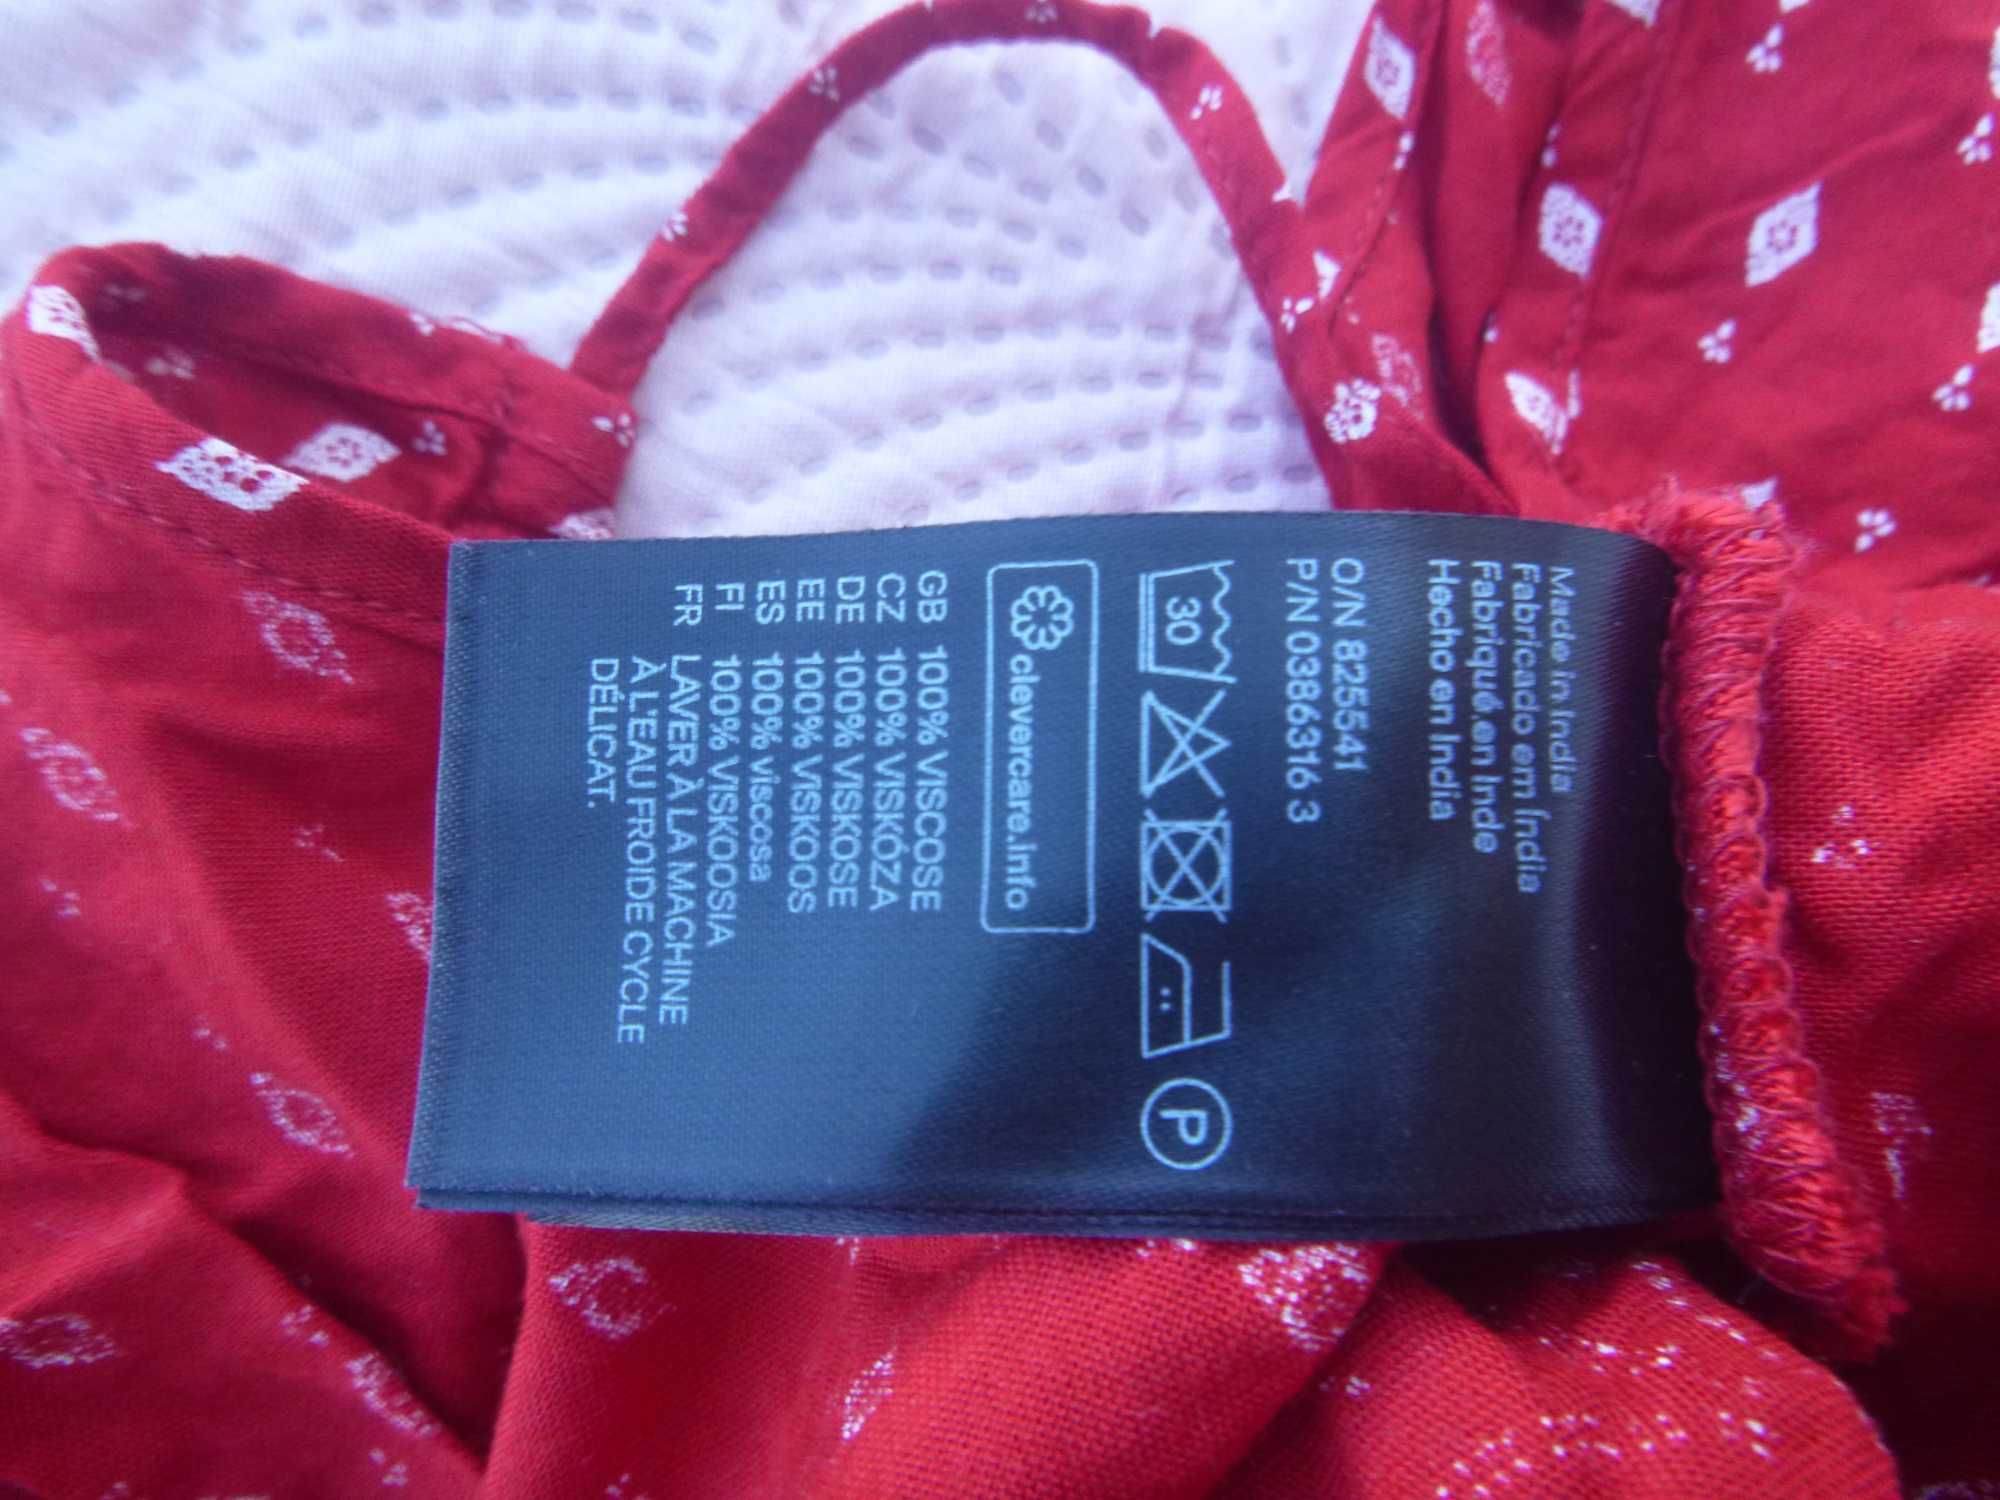 Made in India
Fabricado em Índia
Fabriqué en Inde
Hecho en India
O/N 825541
P/N 0386316 3
30
P
clevercare.info
GB 100% VISCOSE
CZ 100% VISKÓZA
DE 100% VISKOSE
EE 100% VISKOOS
ES 100% viscosa
FI 100% VISKOOSIA
FR LAVER À LA MACHINE
À L'EAU FROIDE CYCLE
DÉLICAT.